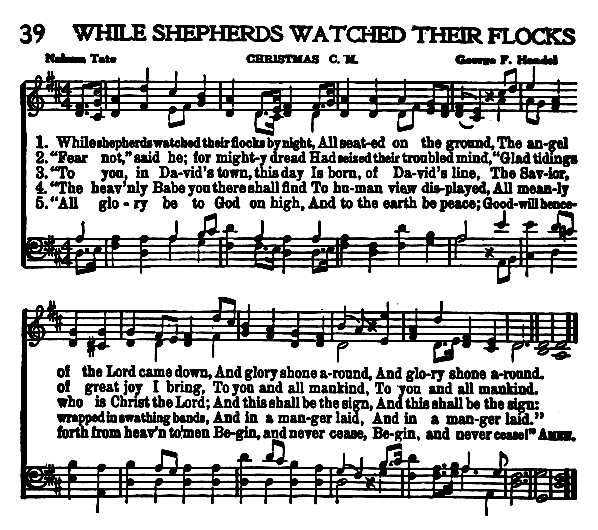 39 WHILE SHEPHERDS WATCHED THEIR FLOCKS
Nahum Tate CHRISTMAS C. M. George F. Handel
1. While shepherds watched their flocks by night, All seat-ed on the ground, The an-gel
2. "Fear not," said he; for might-y dread Had seized their troubled mind, "Glad tidings
3. "To you, in Da-vid's town, this day Is born, of Da-vid's line, The Sav-ior,
4. "The heav'nly Babe you there shall find To hu-man view dis-played, All mean-ly
5. "All glo-ry be to God on high, And to the earth be peace; Good-will hence-
of the Lord came down, And glory shone a-round, And glo-ry shone a-round.
of great joy I bring, To you and all mankind, To you and all mankind.
who is Christ the Lord; And this shall be the sign, And this shall be the sign:
wrapped in swathing bands, And in a man-ger laid, And in a man-ger laid."
forth from heav'n to men Be-gin, and never cease, Be-gin, and never cease!" AMEN.